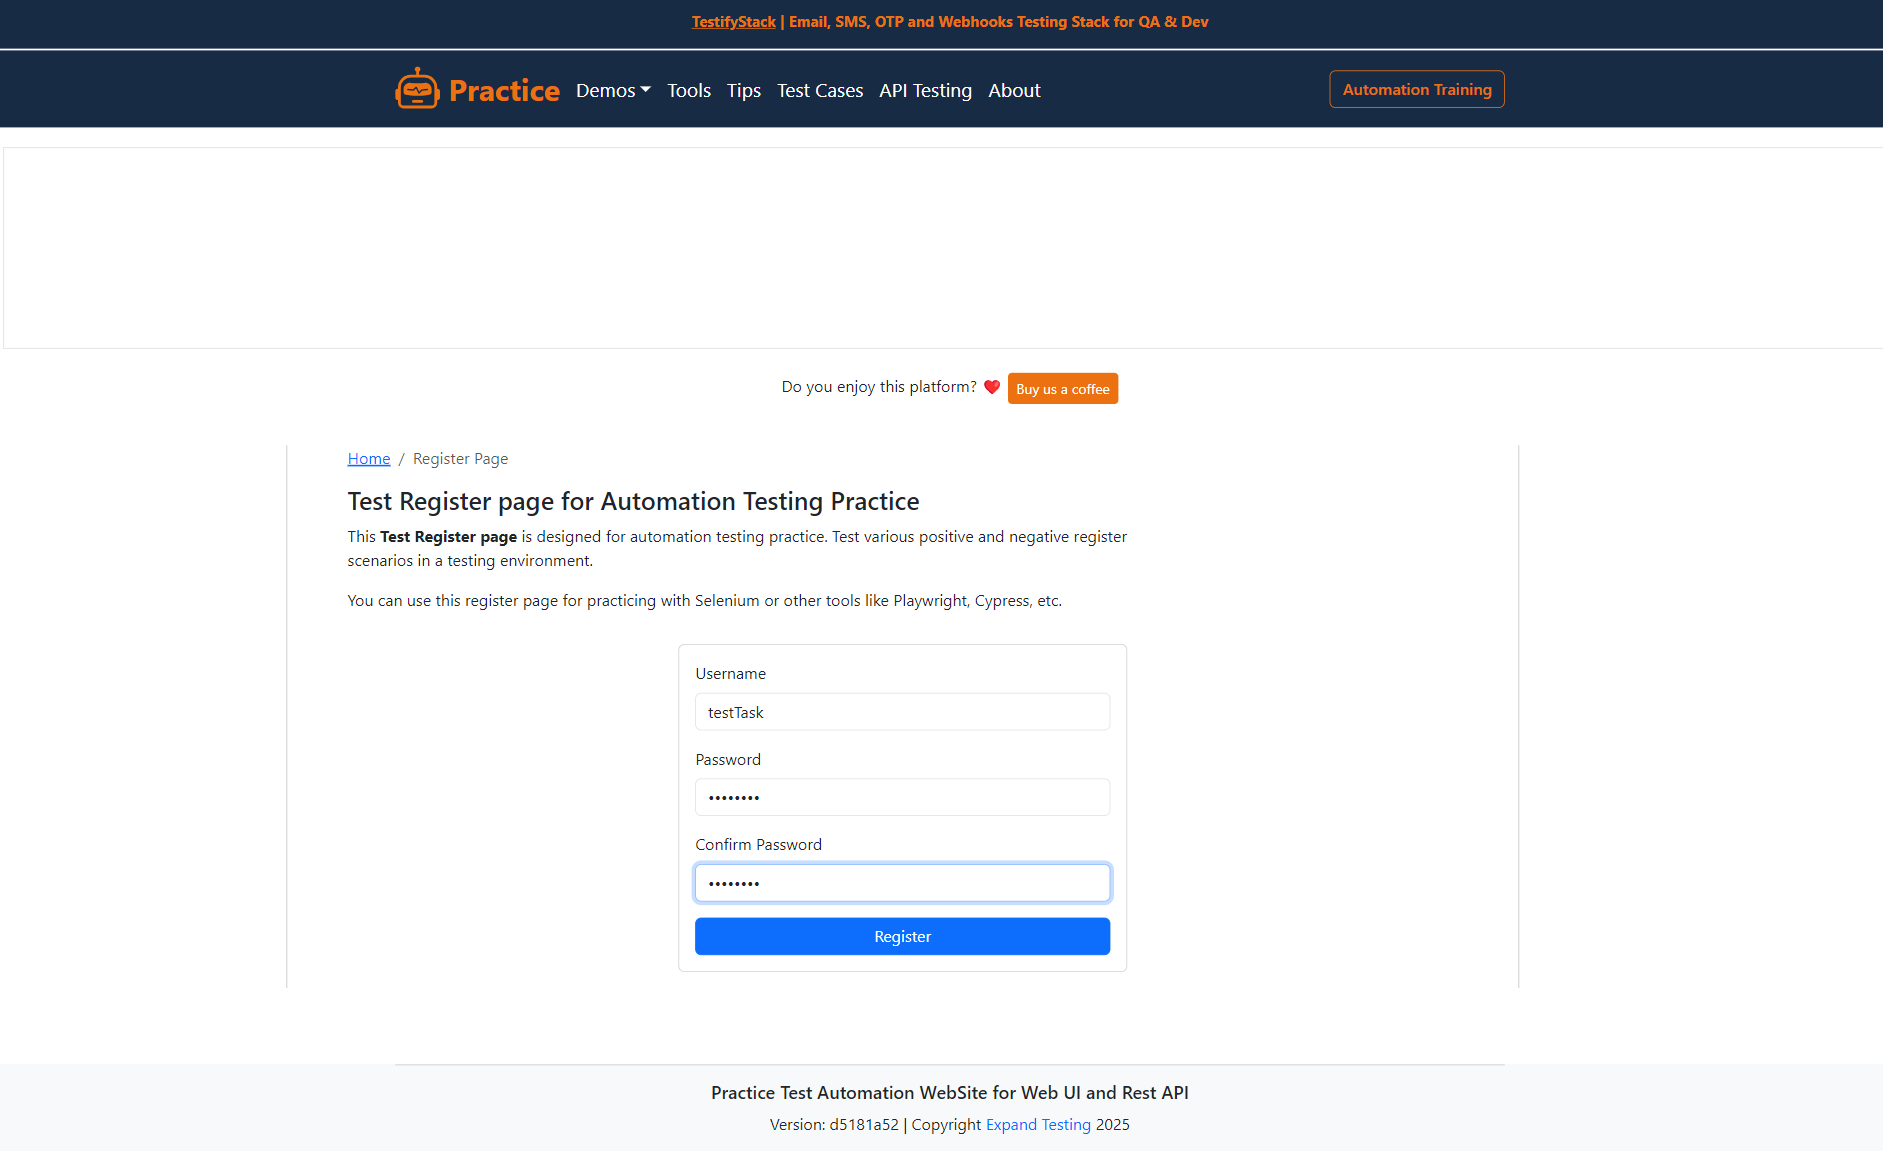 TestifyStack | Email, SMS, OTP and Webhooks Testing Stack for QA & Dev
Practice Demos Tools Tips Test Cases API Testing About Automation Training
Do you enjoy this platform? ❤️ Buy us a coffee
Home / Register Page
Test Register page for Automation Testing Practice
This Test Register page is designed for automation testing practice. Test various positive and negative register
scenarios in a testing environment.
You can use this register page for practicing with Selenium or other tools like Playwright, Cypress, etc.
Username
testTask
Password
••••••••
Confirm Password
••••••••
Register
Practice Test Automation WebSite for Web UI and Rest API
Version: d5181a52 | Copyright Expand Testing 2025